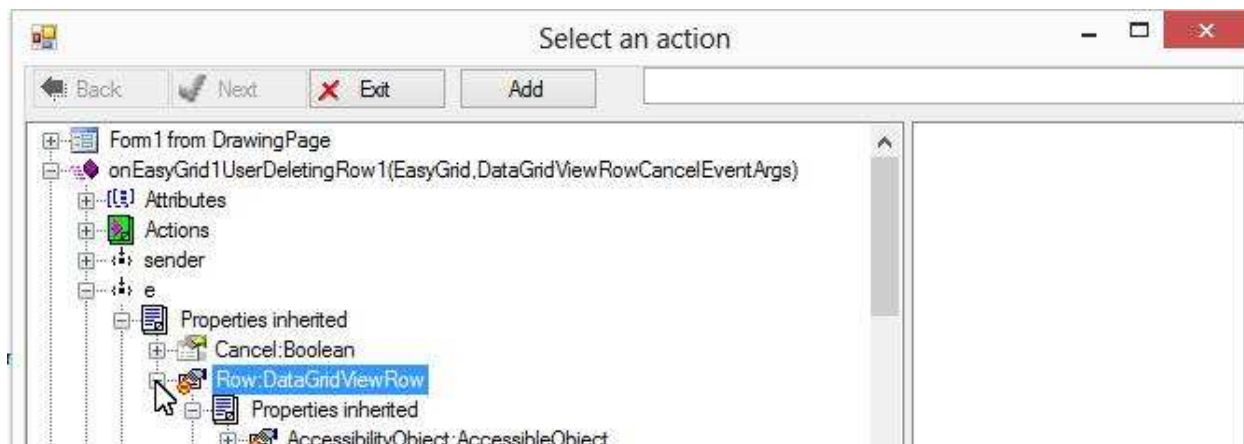 Select an action
Back Next Exit Add
Form1 from DrawingPage
onEasyGrid1UserDeletingRow1(EasyGrid,DataGridViewRowCancelEventArgs)
Attributes
Actions
sender
e
Properties inherited
Cancel:Boolean
Row:DataGridViewRow
Properties inherited
AccessibilityObject:AccessibleObject